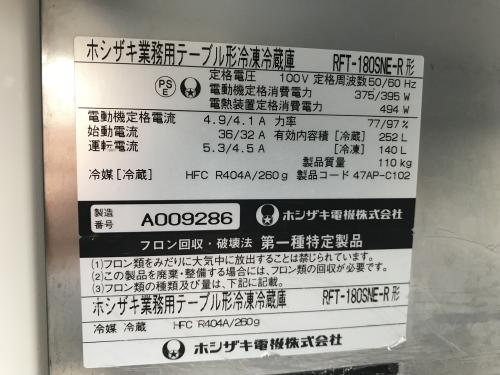 ホシザキ業務用テーブル形冷凍冷蔵庫 RFT-180SNE-R 形
PS E 定格電圧 100V 定格周波数 50/60 Hz
電動機定格消費電力 375/395 W
電熱装置定格消費電力 494 W
電動機定格電流 4.9/4.1 A 力率 77/97 %
始動電流 36/32 A 有効内容積 [冷蔵] 252 L
運転電流 5.3/4.5 A [冷凍] 140 L
製品質量 110 kg
冷媒 [冷蔵] HFC R404A/260g 製品コード 47AP-C102
製造番号 A009286 ホシザキ電機株式会社
フロン回収・破壊法 第一種特定製品
(1)フロン類をみだりに大気中に放出することは禁じられています。
(2)この製品を廃棄・整備する場合には、フロン類の回収が必要です。
(3)フロン類の種類及び量は、下記に記載。
ホシザキ業務用テーブル形冷凍冷蔵庫 RFT-180SNE-R 形
冷媒 冷蔵 HFC R404A/260g
ホシザキ電機株式会社